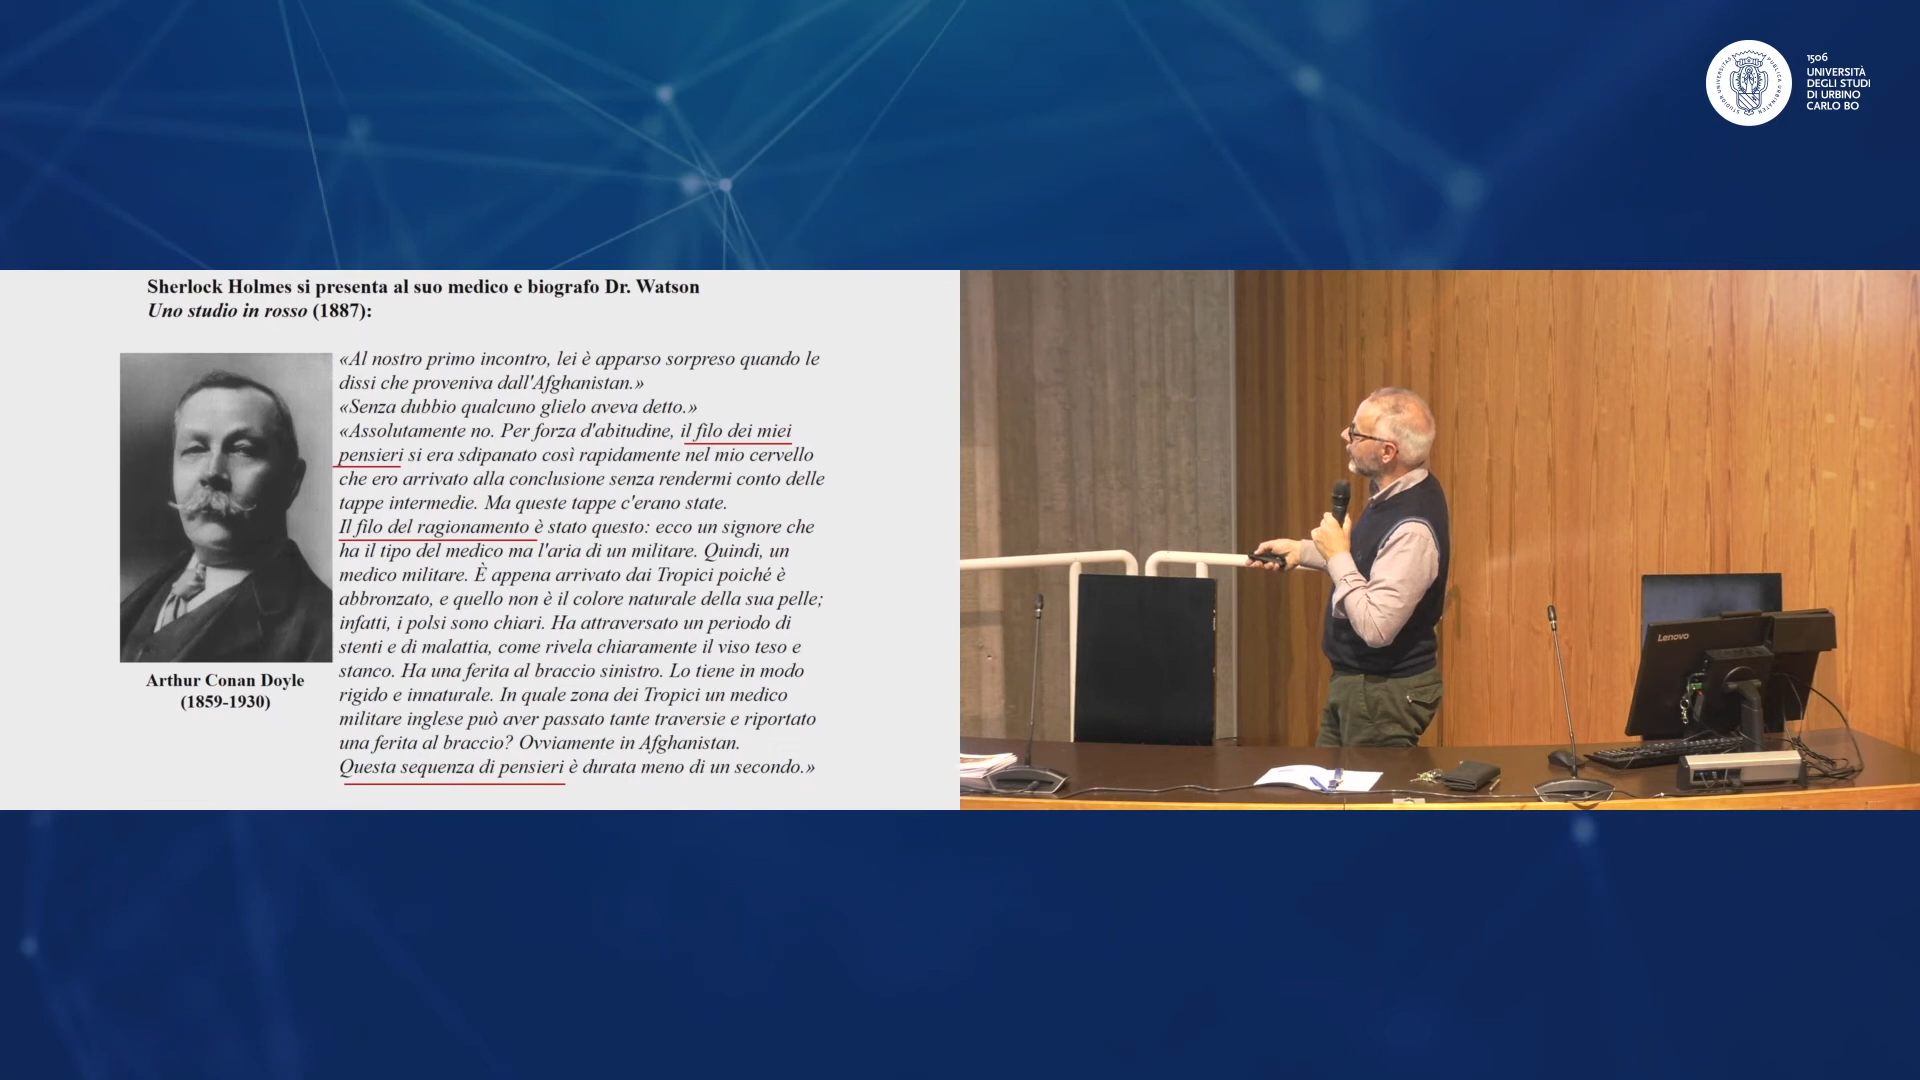 1506
UNIVERSITÀ
DEGLI STUDI
DI URBINO
CARLO BO
Sherlock Holmes si presenta al suo medico e biografo Dr. Watson
Uno studio in rosso (1887):
«Al nostro primo incontro, lei è apparso sorpreso quando le
dissi che proveniva dall'Afghanistan.»
«Senza dubbio qualcuno glielo aveva detto.»
«Assolutamente no. Per forza d'abitudine, il filo dei miei
pensieri si era sdipanato così rapidamente nel mio cervello
che ero arrivato alla conclusione senza rendermi conto delle
tappe intermedie. Ma queste tappe c'erano state.
Il filo del ragionamento è stato questo: ecco un signore che
ha il tipo del medico ma l'aria di un militare. Quindi, un
medico militare. È appena arrivato dai Tropici poiché è
abbronzato, e quello non è il colore naturale della sua pelle;
infatti, i polsi sono chiari. Ha attraversato un periodo di
stenti e di malattia, come rivela chiaramente il viso teso e
stanco. Ha una ferita al braccio sinistro. Lo tiene in modo
rigido e innaturale. In quale zona dei Tropici un medico
militare inglese può aver passato tante traversie e riportato
una ferita al braccio? Ovviamente in Afghanistan.
Questa sequenza di pensieri è durata meno di un secondo.»
Arthur Conan Doyle
(1859-1930)
Lenovo